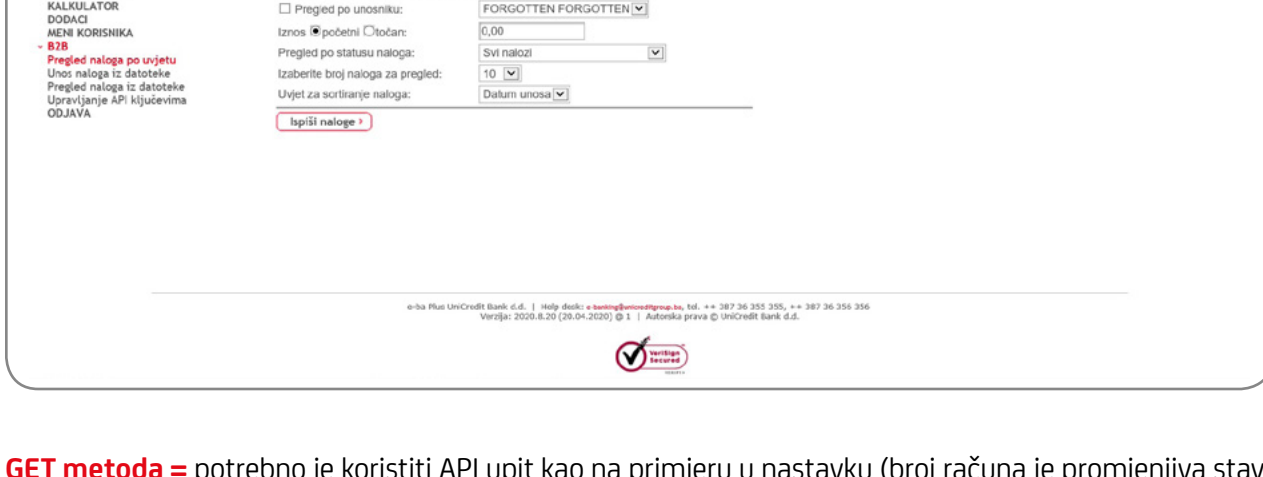 KALKULATOR
DODACI
MENI KORISNIKA
B2B
Pregled naloga po uvjetu
Unos naloga iz datoteke
Pregled naloga iz datoteke
Upravljanje API ključevima
ODJAVA
Pregled po unosniku: FORGOTTEN FORGOTTEN
Iznos početni točan: 0,00
Pregled po statusu naloga: Svi nalozi
Izaberite broj naloga za pregled: 10
Uvjet za sortiranje naloga: Datum unosa
Ispiši naloge
e-ba Plus UniCredit Bank d.d. | Help desk: e-banking@unicreditgroup.ba, tel. ++ 387 36 355 355, ++ 387 36 356 356
Verzija: 2020.8.20 (20.04.2020) @ 1 | Autorska prava © UniCredit Bank d.d.
VeriSign
Secured
GET metoda = potrebno je koristiti API upit kao na primjeru u nastavku (broj računa je promjenjiva stav